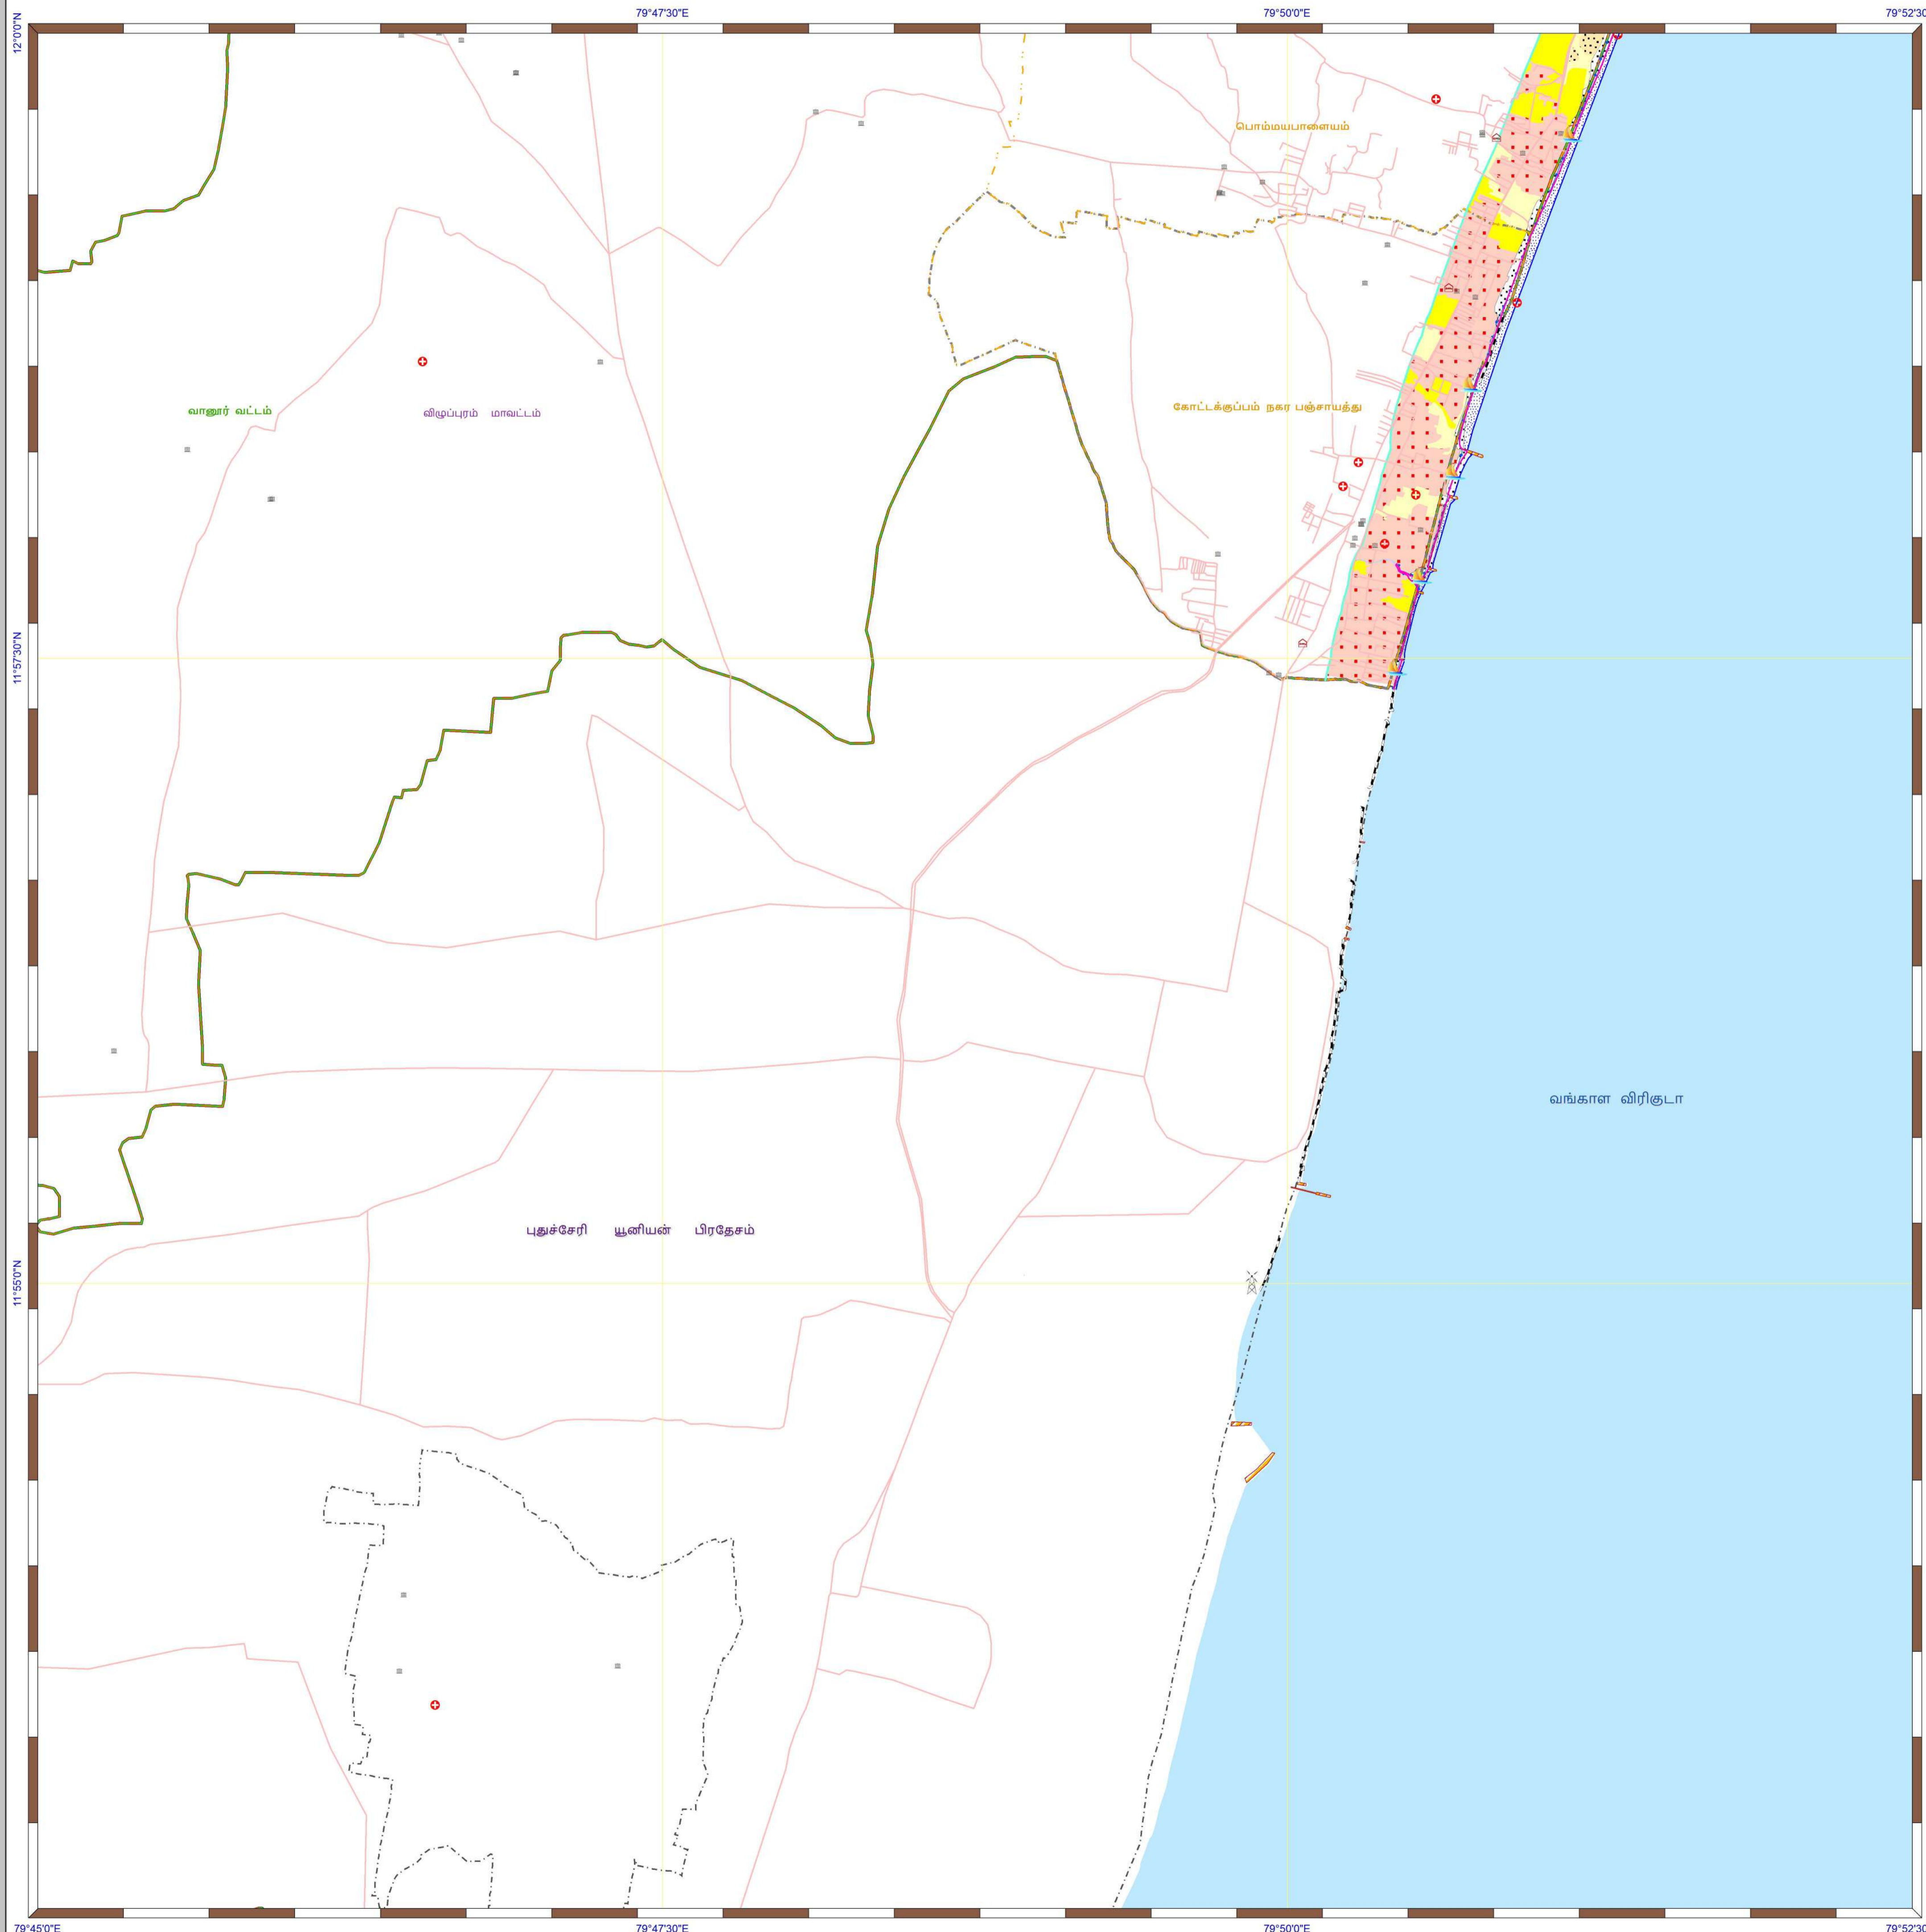 79°47'30"E
79°50'0"E
79°52'30
12°0'0"N
பொம்மயபாளையம்
வானூர் வட்டம்
விழுப்புரம் மாவட்டம்
கோட்டக்குப்பம் நகர பஞ்சாயத்து
11°57'30"N
வங்காள விரிகுடா
புதுச்சேரி யூனியன் பிரதேசம்
11°55'0"N
79°45'0"E
79°47'30"E
79°50'0"E
79°52'30